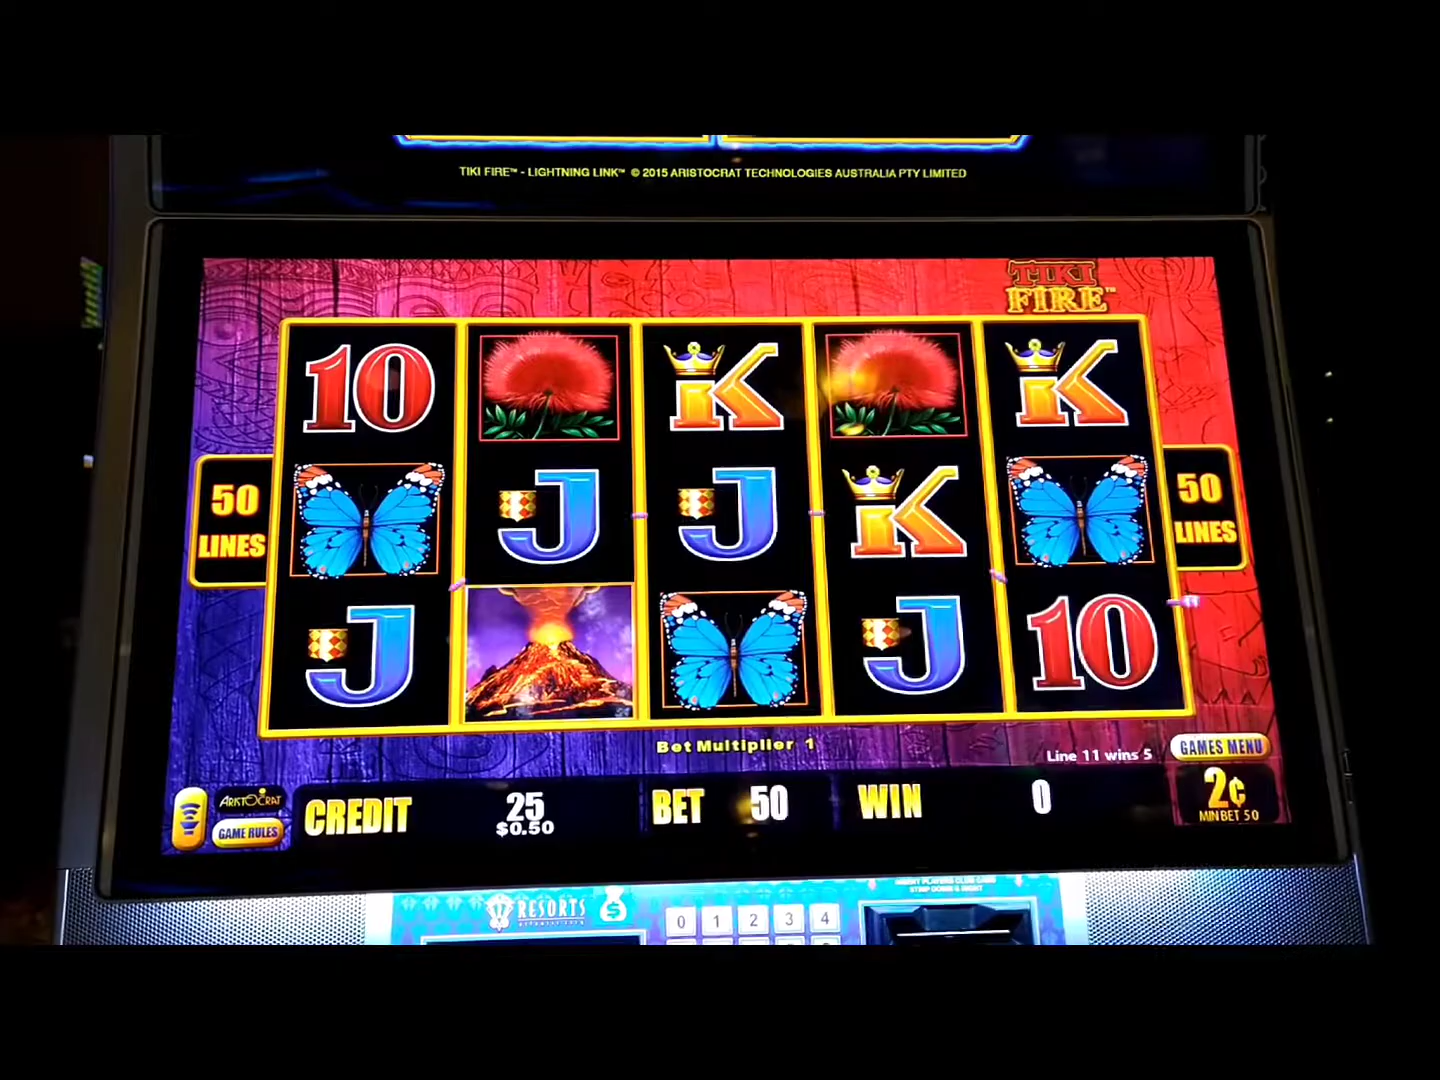 TIKI FIRE™ - LIGHTNING LINK™ © 2015 ARISTOCRAT TECHNOLOGIES AUSTRALIA PTY LIMITED
TIKI
FIRE™
10
K
K
50
LINES
J
J
K
50
LINES
J
J
10
Bet Multiplier 1
Line 11 wins 5
GAMES MENU
ARISTOCRAT
GAME RULES
CREDIT
25
$0.50
BET 50
WIN 0
2¢
MIN BET 50
RESORTS
$
0 1 2 3 4